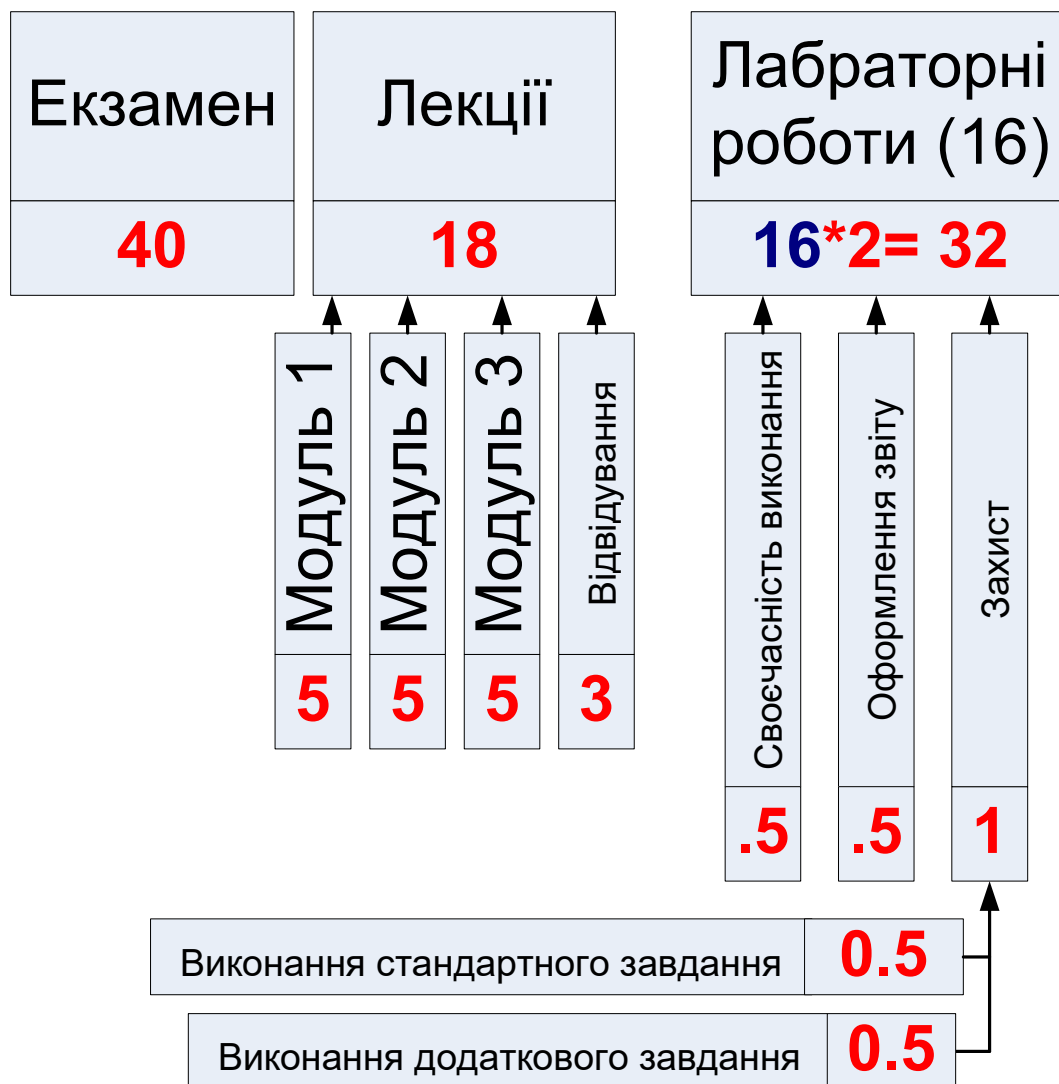 Екзамен
40
Лекції
18
Лабраторні
роботи (16)
16*2= 32
Модуль 1
5
Модуль 2
5
Модуль 3
5
Відвідування
3
Своєчасність виконання
.5
Оформлення звіту
.5
Захист
1
Виконання стандартного завдання
0.5
Виконання додаткового завдання
0.5